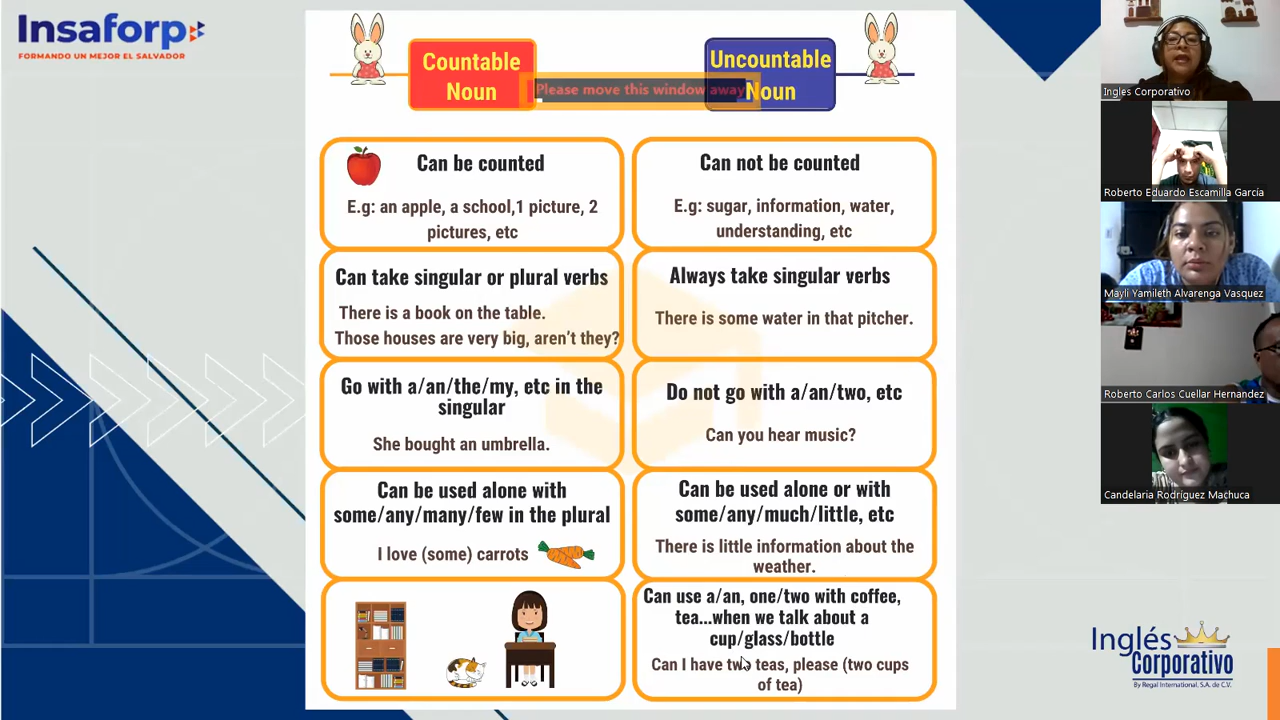 Insaforp
FORMANDO UN MEJOR EL SALVADOR
Countable
Noun
Uncountable
Noun
Please move this window away
Can be counted
E.g: an apple, a school,1 picture, 2
pictures, etc
Can not be counted
E.g: sugar, information, water,
understanding, etc
Can take singular or plural verbs
There is a book on the table.
Those houses are very big, aren't they?
Always take singular verbs
There is some water in that pitcher.
Go with a/an/the/my, etc in the
singular
She bought an umbrella.
Do not go with a/an/two, etc
Can you hear music?
Can be used alone with
some/any/many/few in the plural
I love (some) carrots
Can be used alone or with
some/any/much/little, etc
There is little information about the
weather.
Can use a/an, one/two with coffee,
tea...when we talk about a
cup/glass/bottle
Can I have two teas, please (two cups
of tea)
Ingles Corporativo
Roberto Eduardo Escamilla García
Mayli Yamileth Alvarenga Vasquez
Roberto Carlos Cuellar Hernandez
Candelaria Rodríguez Machuca
Inglés
Corporativo
By Regal International, S.A. de C.V.